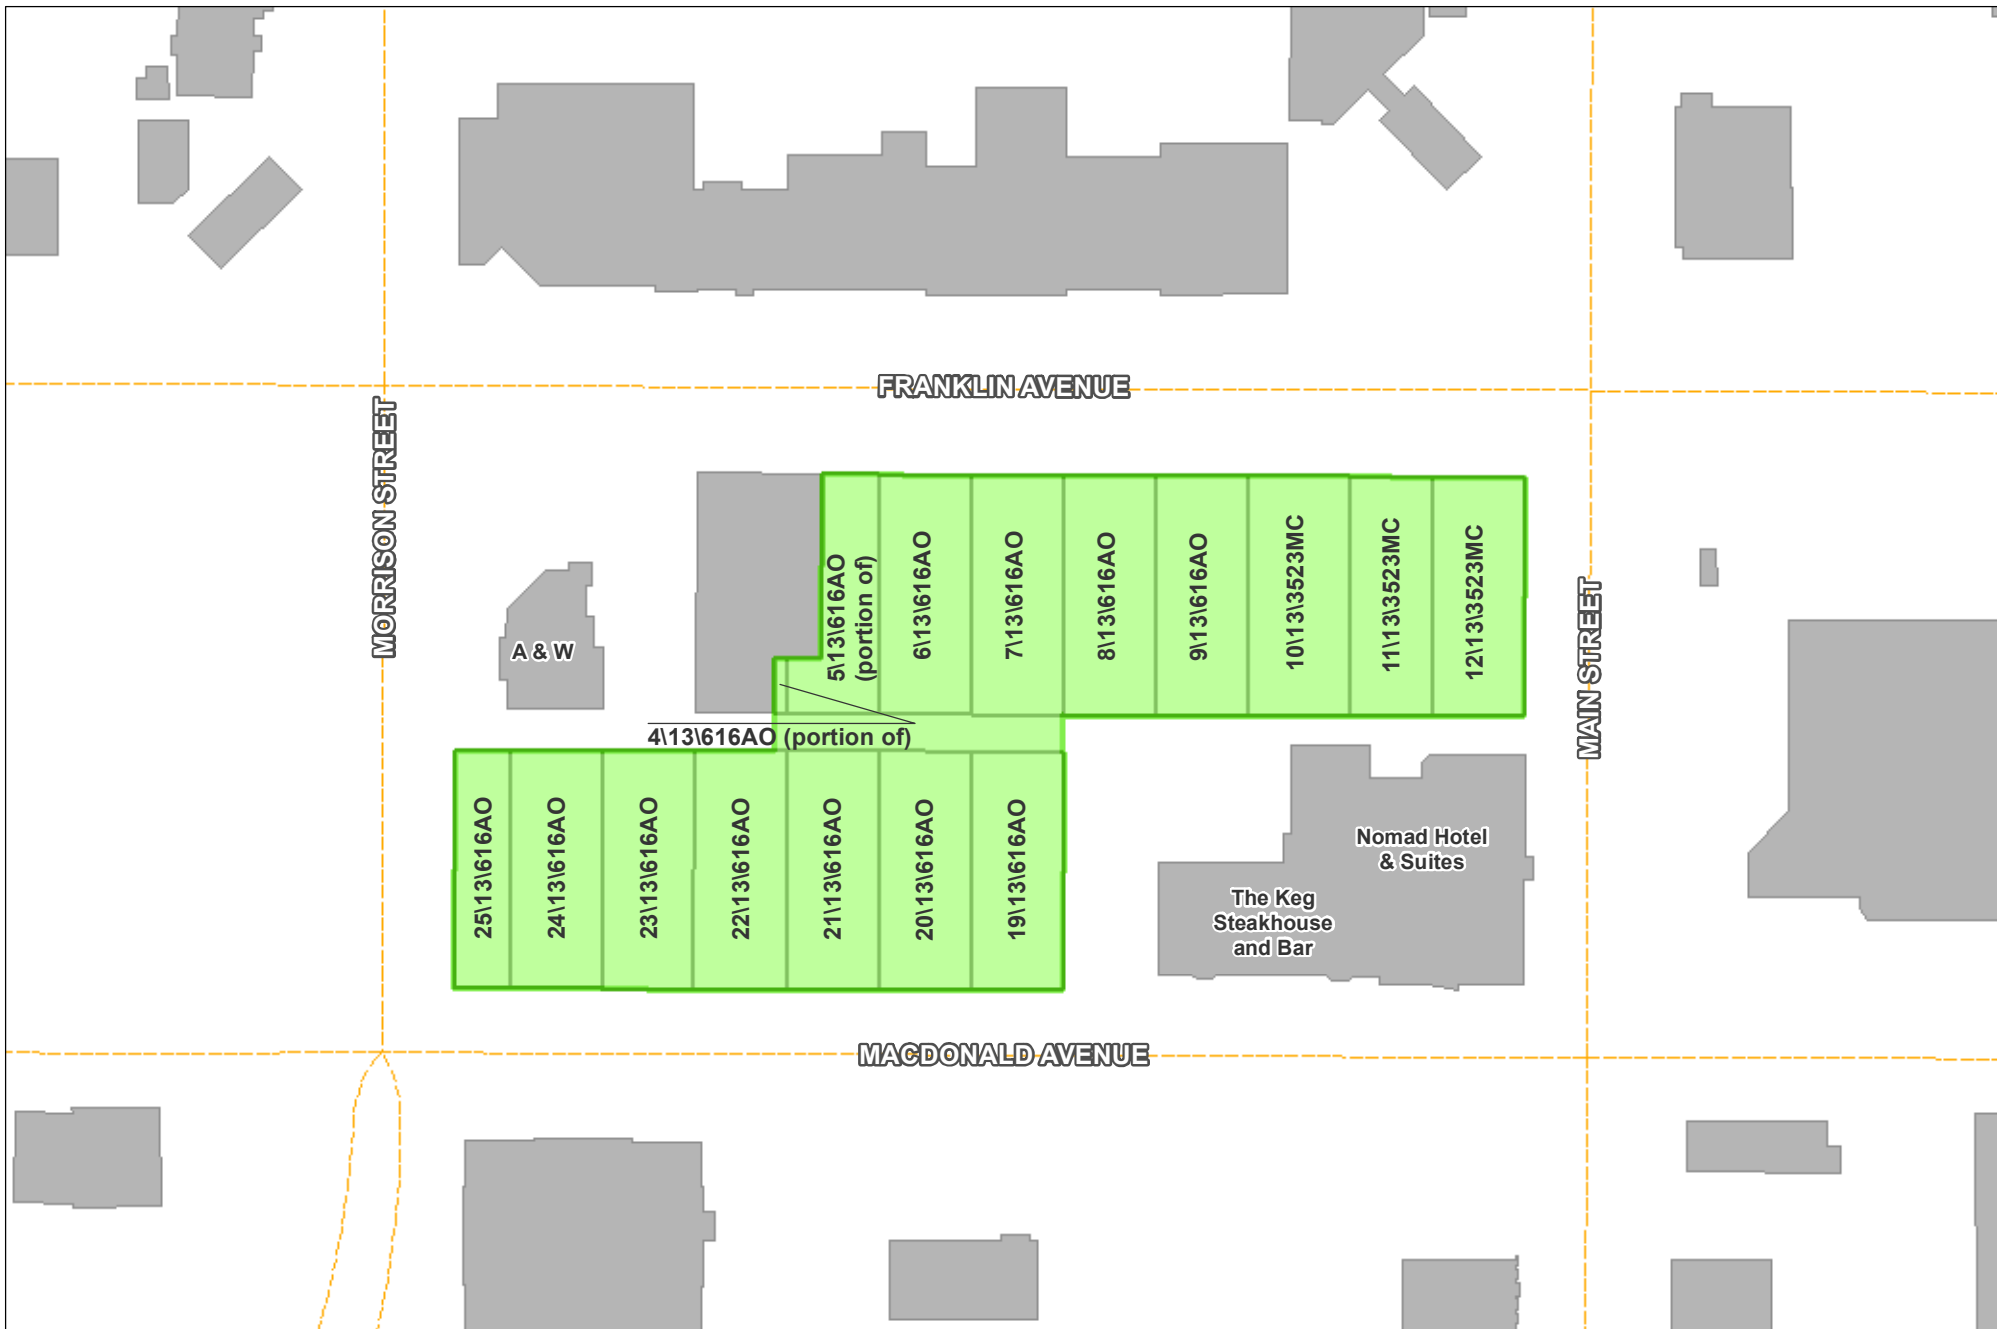 FRANKLIN AVENUE
MORRISON STREET
MAIN STREET
A & W
5\13\616AO
(portion of)
6\13\616AO
7\13\616AO
8\13\616AO
9\13\616AO
10\13\3523MC
11\13\3523MC
12\13\3523MC
4\13\616AO (portion of)
25\13\616AO
24\13\616AO
23\13\616AO
22\13\616AO
21\13\616AO
20\13\616AO
19\13\616AO
Nomad Hotel
& Suites
The Keg
Steakhouse
and Bar
MACDONALD AVENUE